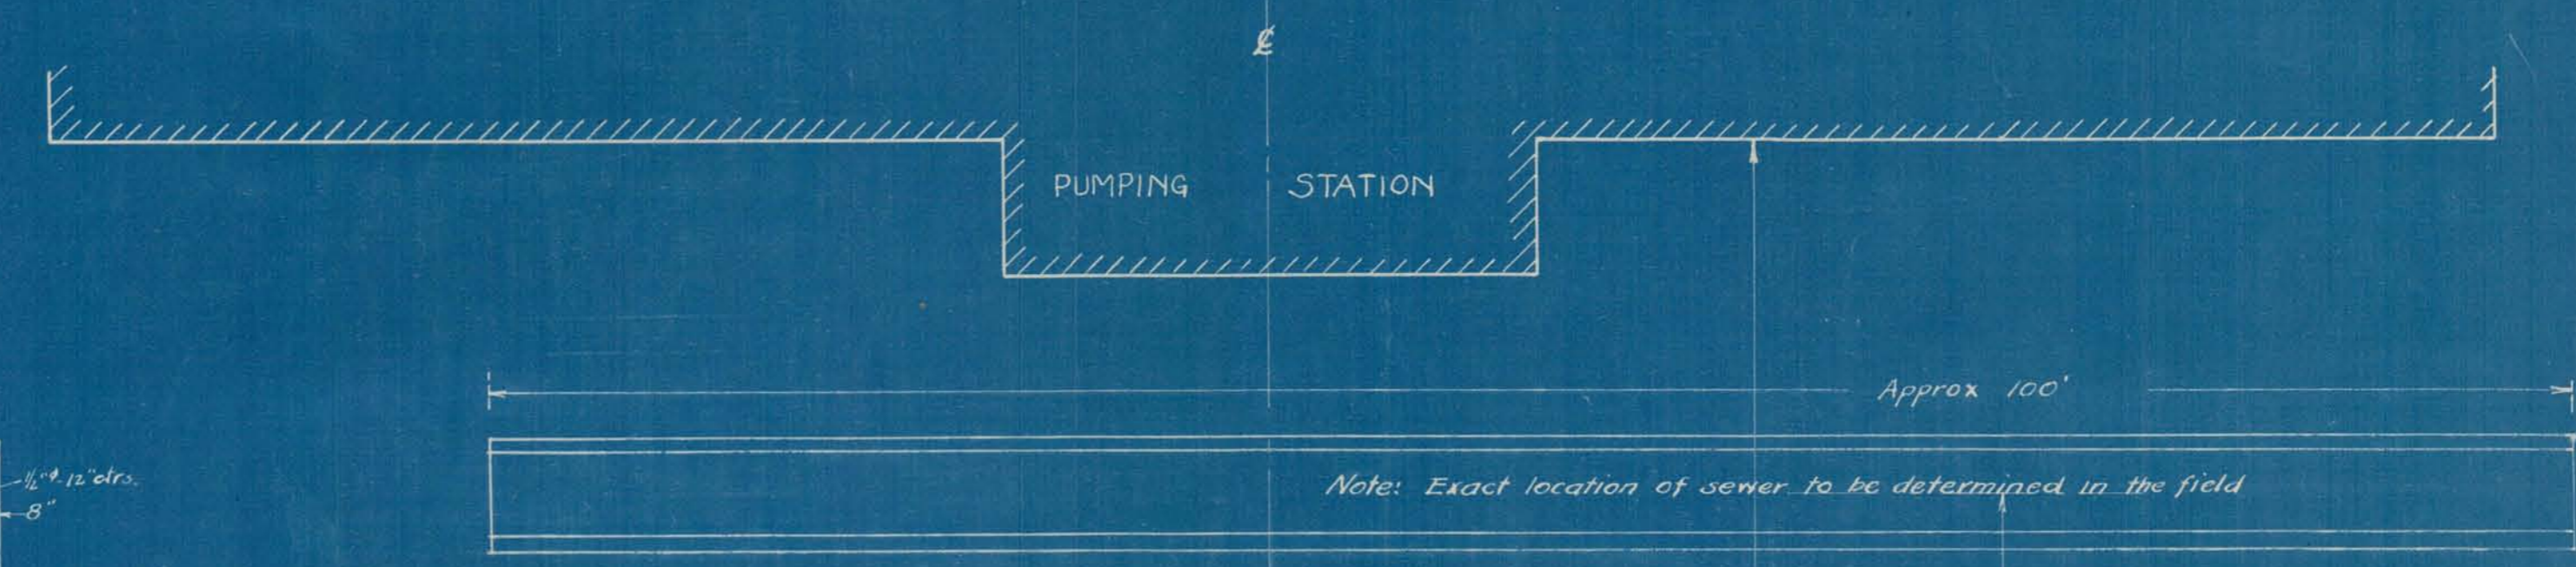 ℄
PUMPING STATION
Approx 100'
Note: Exact location of sewer to be determined in the field
1/2"ϕ-12"ctrs.
8"